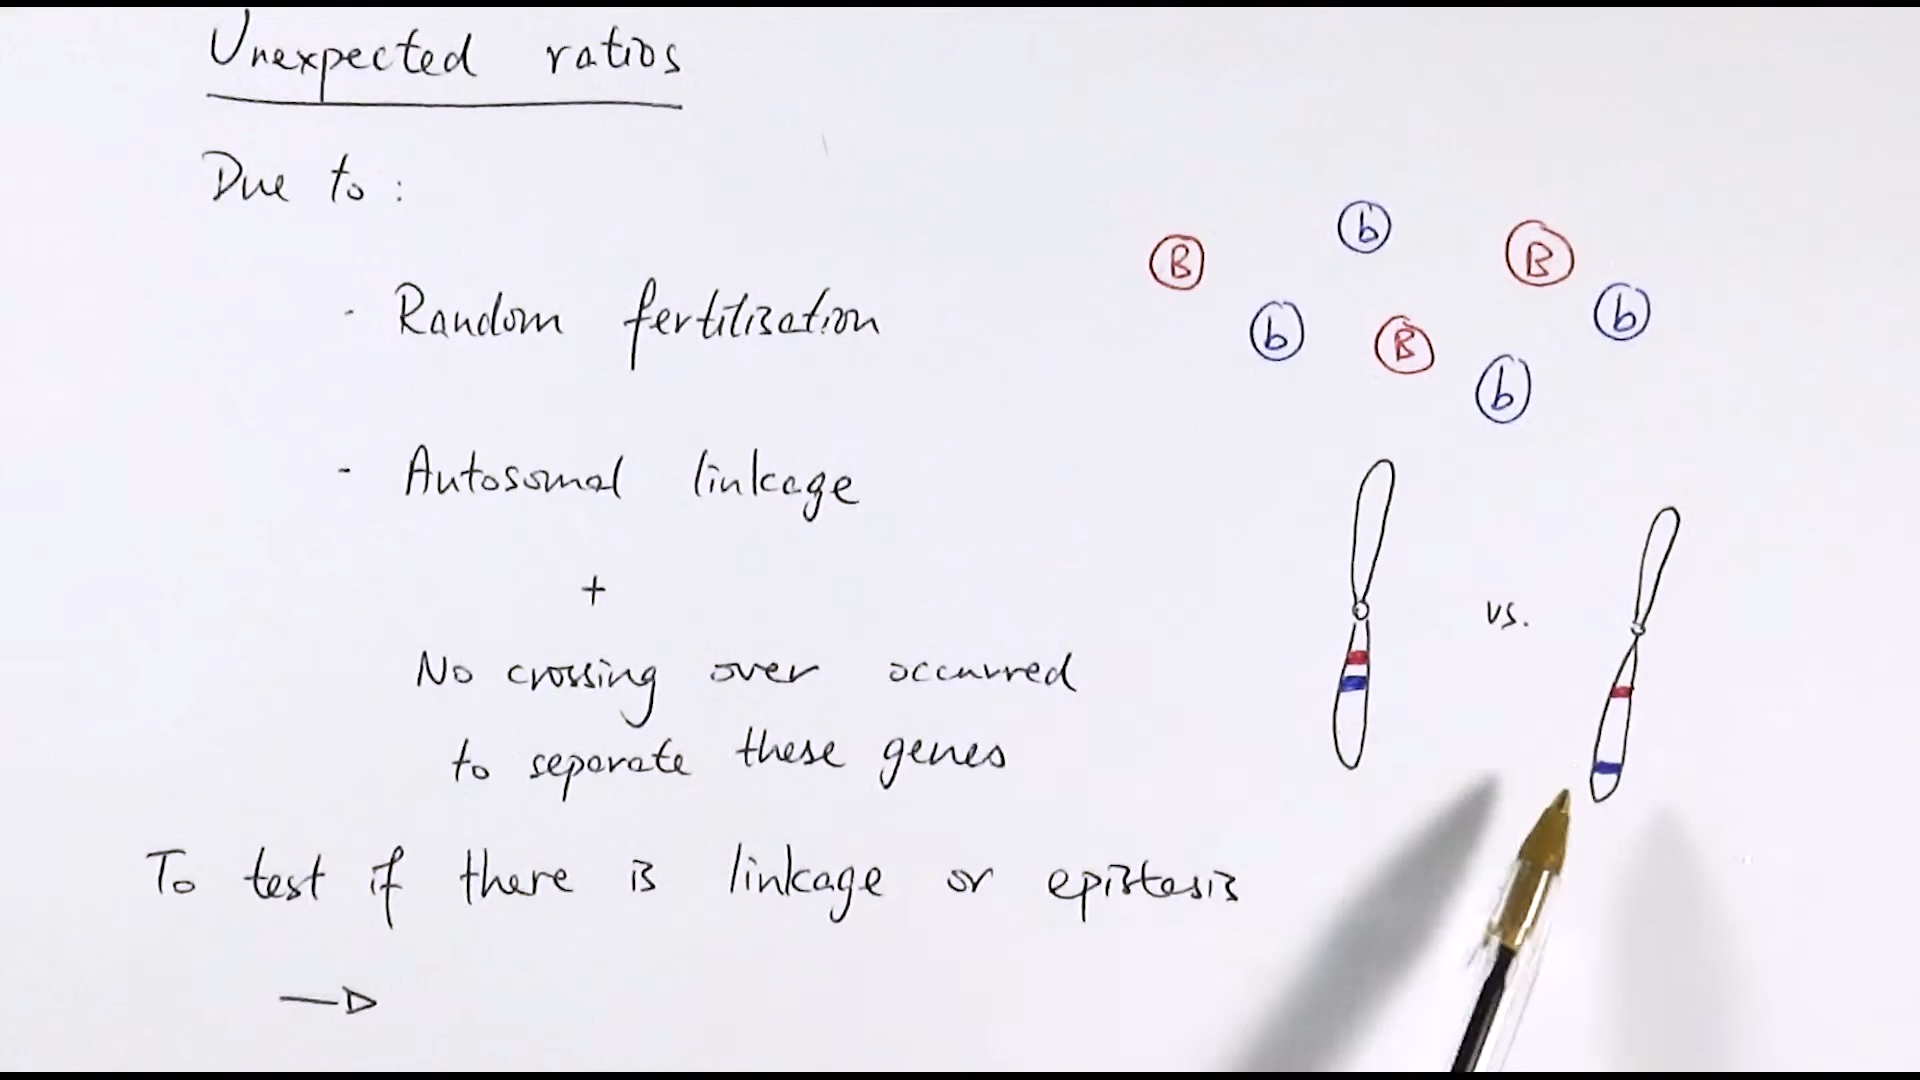 Unexpected ratios
Due to :
- Random fertilisation
B b B
b B b
b
- Autosomal linkage
+
No crossing over occurred
to separate these genes
vs.
To test if there is linkage or epistasis